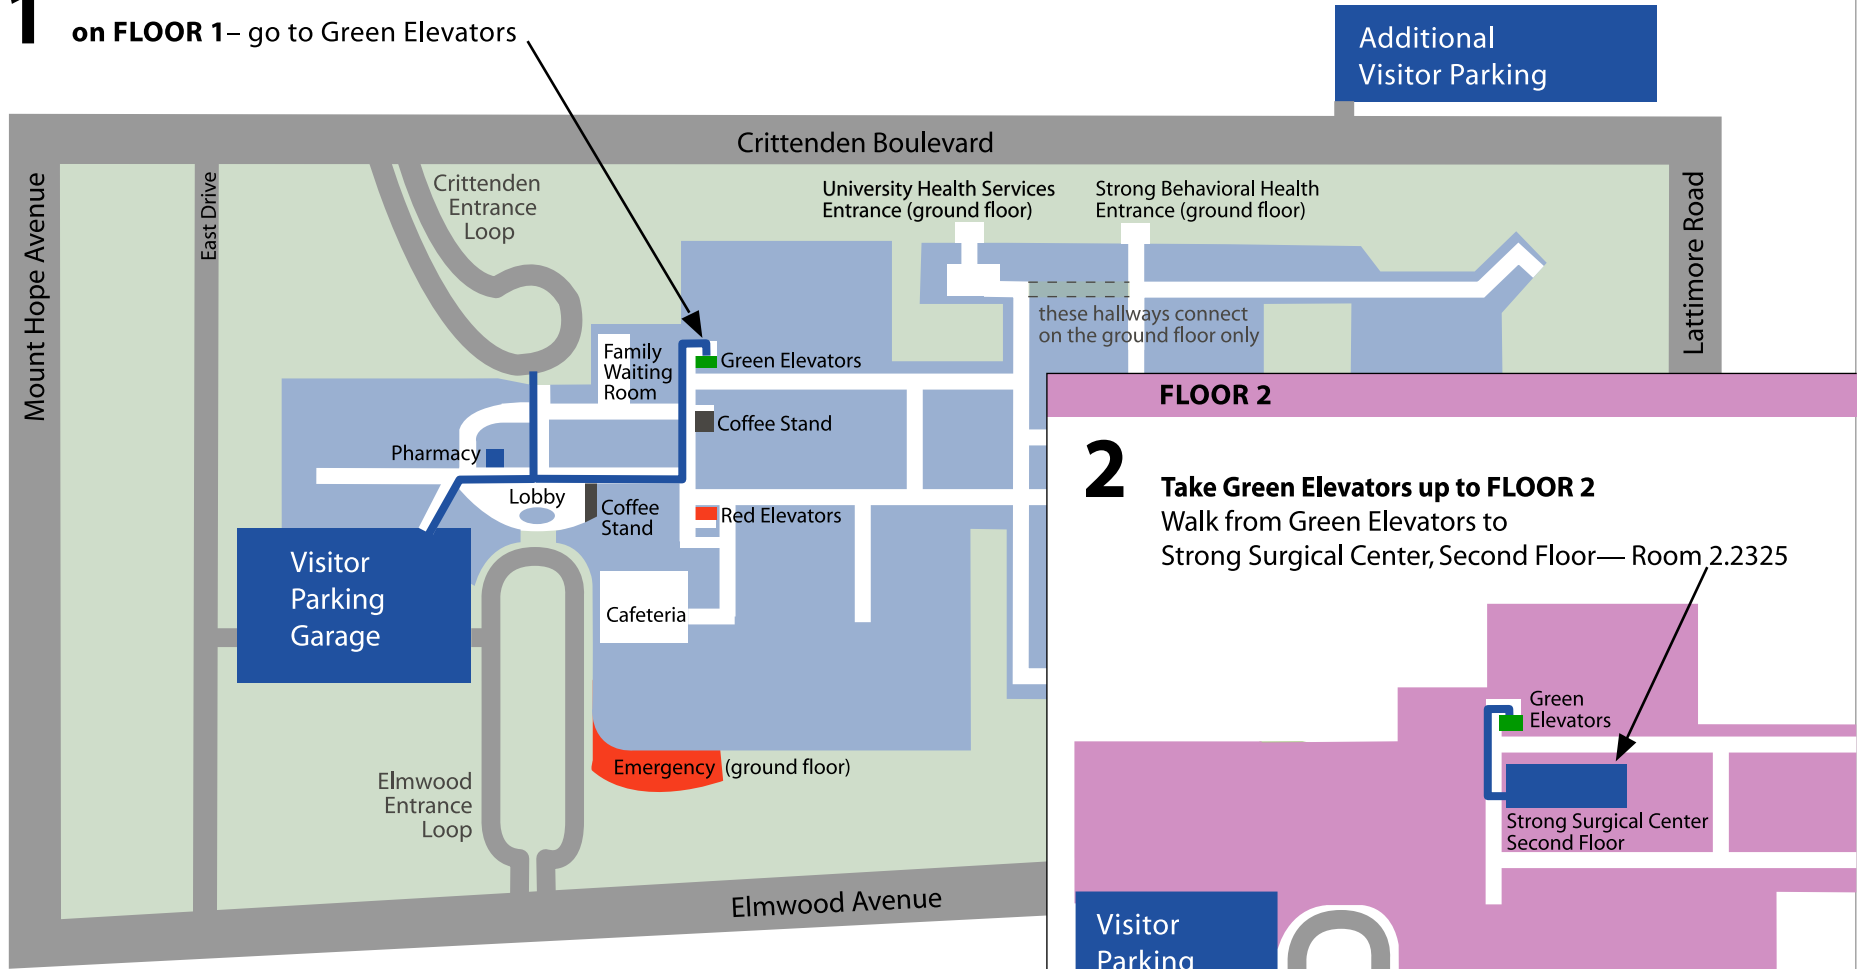 1
on FLOOR 1– go to Green Elevators
Additional
Visitor Parking
Crittenden Boulevard
Mount Hope Avenue
East Drive
Crittenden
Entrance
Loop
University Health Services
Entrance (ground floor)
Strong Behavioral Health
Entrance (ground floor)
Lattimore Road
these hallways connect
on the ground floor only
Family
Waiting
Room
Green Elevators
Coffee Stand
Pharmacy
Lobby
Coffee
Stand
Red Elevators
Visitor
Parking
Garage
Cafeteria
Emergency (ground floor)
Elmwood
Entrance
Loop
Elmwood Avenue
FLOOR 2
2
Take Green Elevators up to FLOOR 2
Walk from Green Elevators to
Strong Surgical Center, Second Floor— Room 2.2325
Green
Elevators
Strong Surgical Center
Second Floor
Visitor
Parking